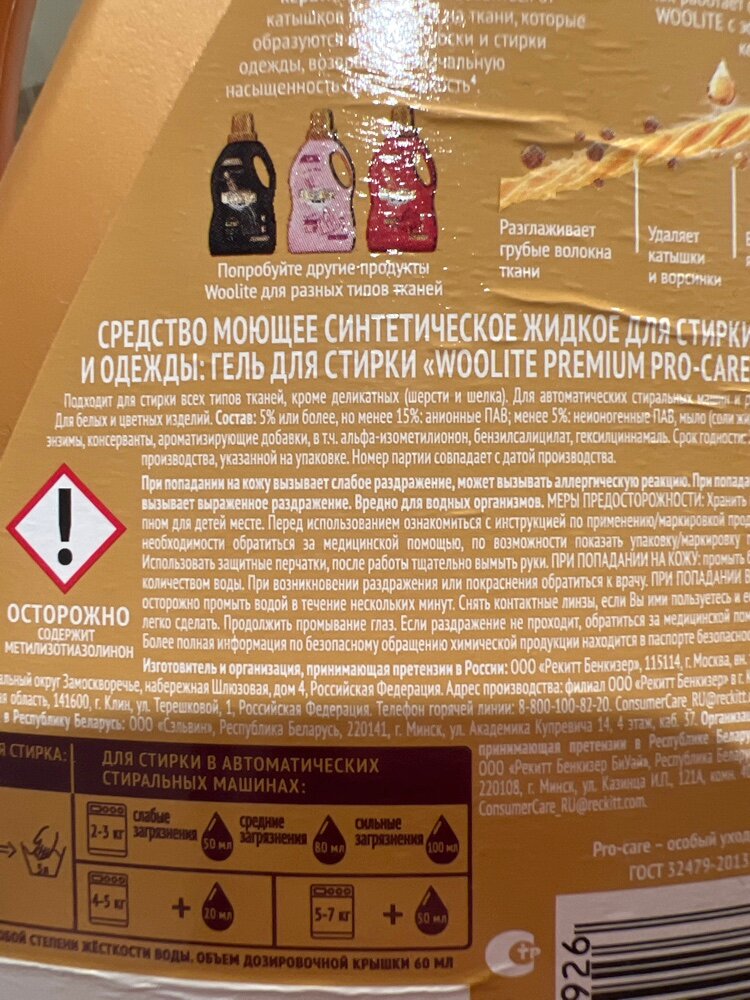 катышков
ткани, которые
образуются
носки и стирки
одежды,
насыщенность
WOOLITE с
Попробуйте другие продукты
Woolite для разных типов тканей
Разглаживает
грубые волокна
ткани
Удаляет
катышки
и ворсинки
СРЕДСТВО МОЮЩЕЕ СИНТЕТИЧЕСКОЕ ЖИДКОЕ ДЛЯ СТИРКИ
И ОДЕЖДЫ: ГЕЛЬ ДЛЯ СТИРКИ «WOOLITE PREMIUM PRO-CARE
Подходит для стирки всех типов тканей, кроме деликатных (шерсти и шелка). Для автоматических стиральных машин и
Для белых и цветных изделий. Состав: 5% или более, но менее 15%: анионные ПАВ; менее 5%: неионогенные ПАВ, мыло (соли
энзимы, консерванты, ароматизирующие добавки, в т.ч. альфа-изометилионон, бензилсалицилат, гексилциннамаль. Срок годности:
производства, указанной на упаковке. Номер партии совпадает с датой производства.
При попадании на кожу вызывает слабое раздражение, может вызывать аллергическую реакцию. При
вызывает выраженное раздражение. Вредно для водных организмов. МЕРЫ ПРЕДОСТОРОЖНОСТИ: Хранить
пном для детей месте. Перед использованием ознакомиться с инструкцией по применению/маркировкой
необходимости обратиться за медицинской помощью, по возможности показать упаковку/маркировку
Использовать защитные перчатки, после работы тщательно вымыть руки. ПРИ ПОПАДАНИИ НА КОЖУ: промыть
количеством воды. При возникновении раздражения или покраснения обратиться к врачу. ПРИ ПОПАДАНИИ
осторожно промыть водой в течение нескольких минут. Снять контактные линзы, если Вы ими пользуетесь и
легко сделать. Продолжить промывание глаз. Если раздражение не проходит, обратиться за медицинской
Более полная информация по безопасному обращению химической продукции находится в паспорте
ОСТОРОЖНО
СОДЕРЖИТ
МЕТИЛИЗОТИАЗОЛИНОН
Изготовитель и организация, принимающая претензии в России: ООО «Рекитт Бенкизер», 115114, г. Москва, вн.
округ Замоскворечье, набережная Шлюзовая, дом 4, Российская Федерация. Адрес производства: филиал ООО «Рекитт Бенкизер» в г.
область, 141600, г. Клин, ул. Терешковой, 1, Российская Федерация. Телефон горячей линии: 8-800-100-82-20. ConsumerCare_RU@reckitt
в Республику Беларусь: ООО «Сэльвин», Республика Беларусь, 220141, г. Минск, ул. Академика Купревича 14, 4 этаж, каб. 37.
принимающая претензии в Республике
ООО «Рекитт Бенкизер БиУай», Республика
220108, г. Минск, ул. Казинца И.П., 121А, комн.
ConsumerCare_RU@reckitt.com.
СТИРКА:
ДЛЯ СТИРКИ В АВТОМАТИЧЕСКИХ
СТИРАЛЬНЫХ МАШИНАХ:
2-3 кг
слабые
загрязнения
50 мл
средние
загрязнения
80 мл
сильные
загрязнения
100 мл
5л
4-5 кг
+
20 мл
5-7 кг
+
50 мл
СТЕПЕНИ ЖЁСТКОСТИ ВОДЫ. ОБЪЕМ ДОЗИРОВОЧНОЙ КРЫШКИ 60 МЛ
Pro-care – особый
ГОСТ 32479-2013
926